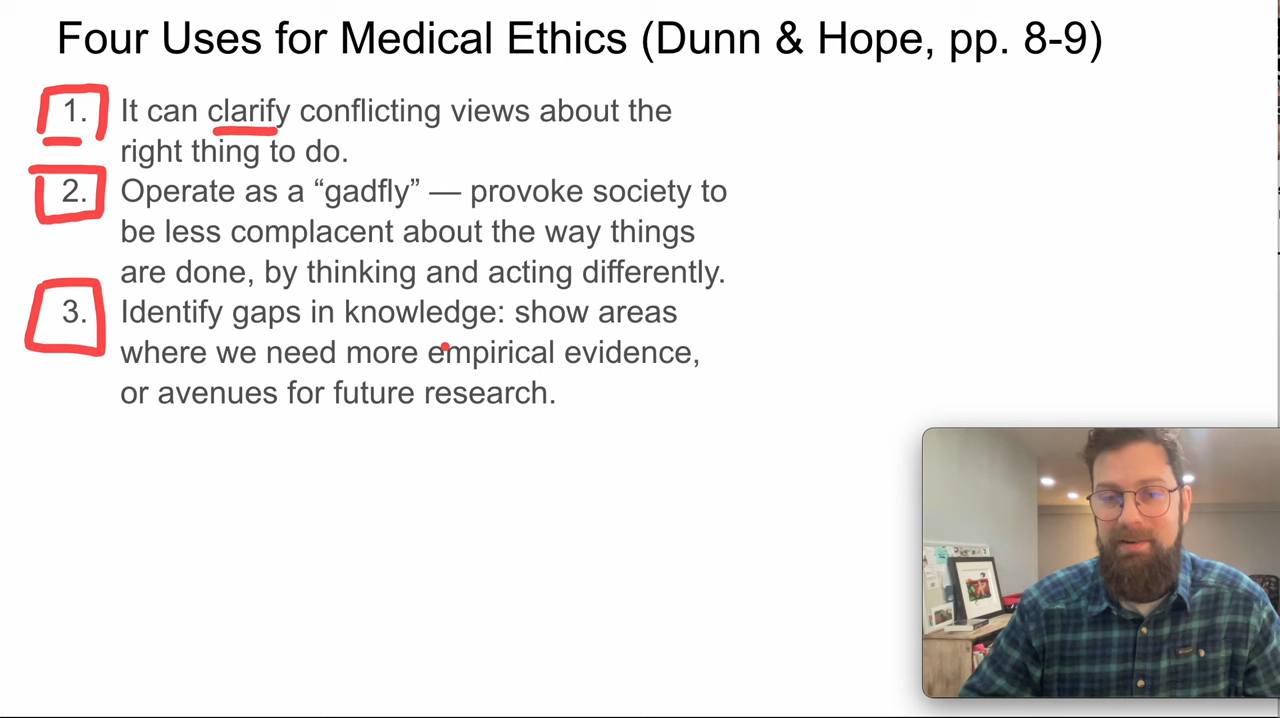 Four Uses for Medical Ethics (Dunn & Hope, pp. 8-9)
1. It can clarify conflicting views about the
right thing to do.
2. Operate as a “gadfly” — provoke society to
be less complacent about the way things
are done, by thinking and acting differently.
3. Identify gaps in knowledge: show areas
where we need more empirical evidence,
or avenues for future research.